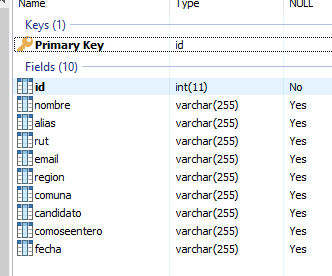 Name Type NULL
Keys (1)
Primary Key id
Fields (10)
id int(11) No
nombre varchar(255) Yes
alias varchar(255) Yes
rut varchar(255) Yes
email varchar(255) Yes
region varchar(255) Yes
comuna varchar(255) Yes
candidato varchar(255) Yes
comoseentero varchar(255) Yes
fecha varchar(255) Yes